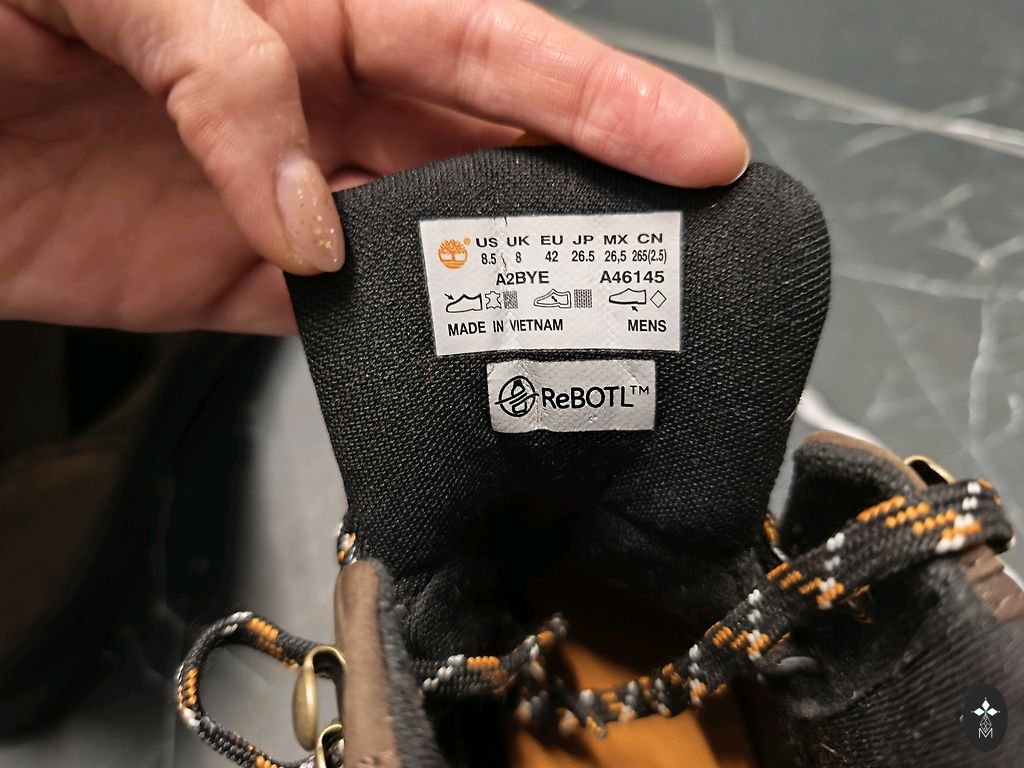 US UK EU JP MX CN
8.5 8 42 26.5 26,5 265(2.5)
A2BYE A46145
MADE IN VIETNAM MENS
ReBOTL™